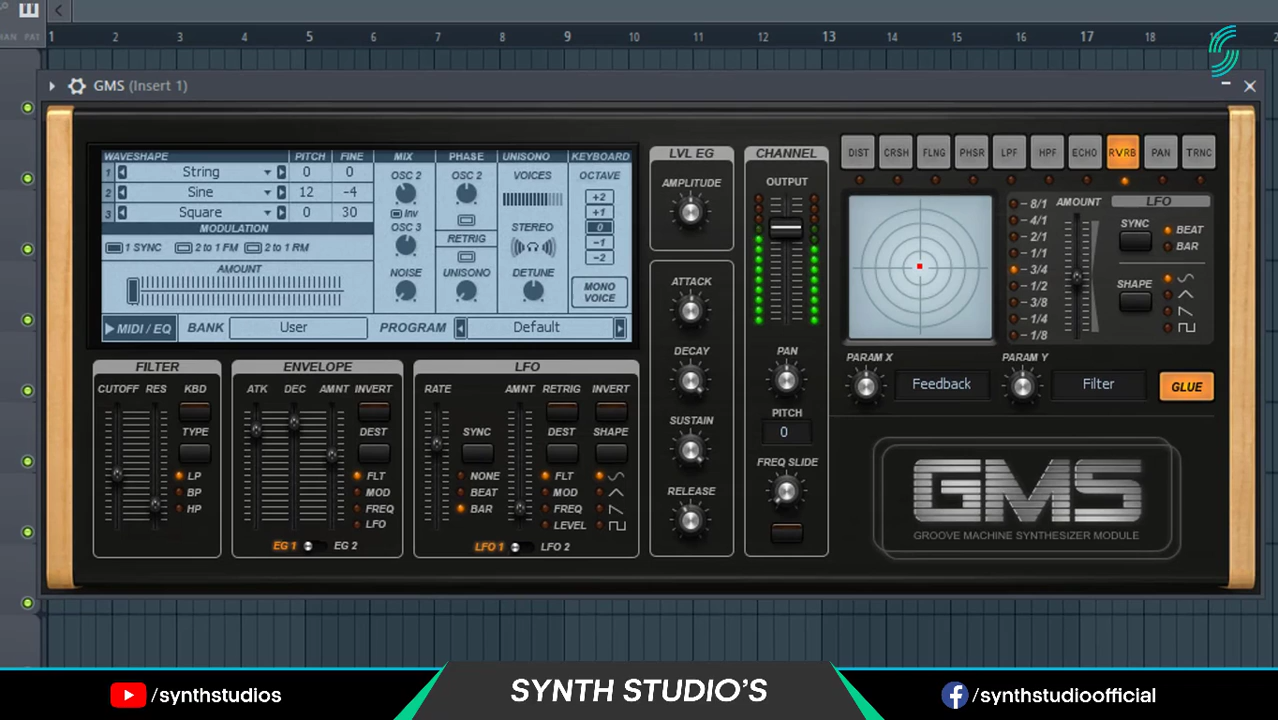 1 2 3 4 5 6 7 8 9 10 11 12 13 14 15 16 17 18
PAT
GMS (Insert 1)
WAVESHAPE PITCH FINE MIX PHASE UNISONO KEYBOARD
1 String 0 0
2 Sine 12 -4
3 Square 0 30
OSC 2
Inv
OSC 3
NOISE
OSC 2
RETRIG
UNISONO
VOICES
STEREO
DETUNE
OCTAVE
+2
+1
0
-1
-2
MONO
VOICE
MODULATION
1 SYNC 2 to 1 FM 2 to 1 RM
AMOUNT
MIDI / EQ BANK User PROGRAM Default
FILTER
CUTOFF RES KBD
TYPE
LP
BP
HP
ENVELOPE
ATK DEC AMNT INVERT
DEST
FLT
MOD
FREQ
LFO
EG 1 EG 2
LFO
RATE AMNT RETRIG INVERT
SYNC DEST SHAPE
NONE FLT
BEAT MOD
BAR FREQ
LEVEL
LFO 1 LFO 2
LVL EG
AMPLITUDE
ATTACK
DECAY
SUSTAIN
RELEASE
CHANNEL
OUTPUT
PAN
PITCH
0
FREQ SLIDE
DIST CRSH FLNG PHSR LPF HPF ECHO RVRB PAN TRNC
8/1
4/1
2/1
1/1
3/4
1/2
3/8
1/4
1/8
AMOUNT
LFO
SYNC BEAT
BAR
SHAPE
PARAM X Feedback PARAM Y Filter GLUE
GMS
GROOVE MACHINE SYNTHESIZER MODULE
/synthstudios
SYNTH STUDIO'S
/synthstudioofficial